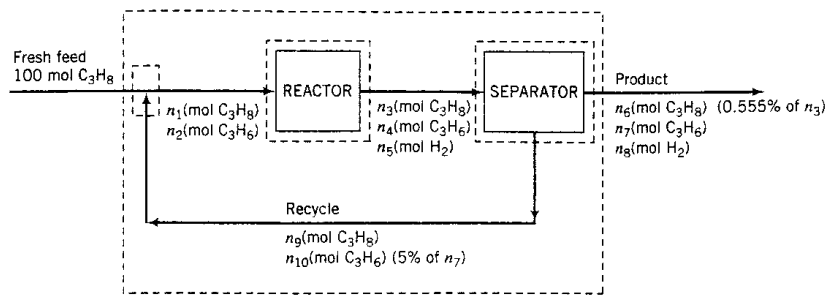 Fresh feed
100 mol C₃H₈
n₁(mol C₃H₈)
n₂(mol C₃H₆)
REACTOR
n₃(mol C₃H₈)
n₄(mol C₃H₆)
n₅(mol H₂)
SEPARATOR
Product
n₆(mol C₃H₈) (0.555% of n₃)
n₇(mol C₃H₆)
n₈(mol H₂)
Recycle
n₉(mol C₃H₈)
n₁₀(mol C₃H₆) (5% of n₇)